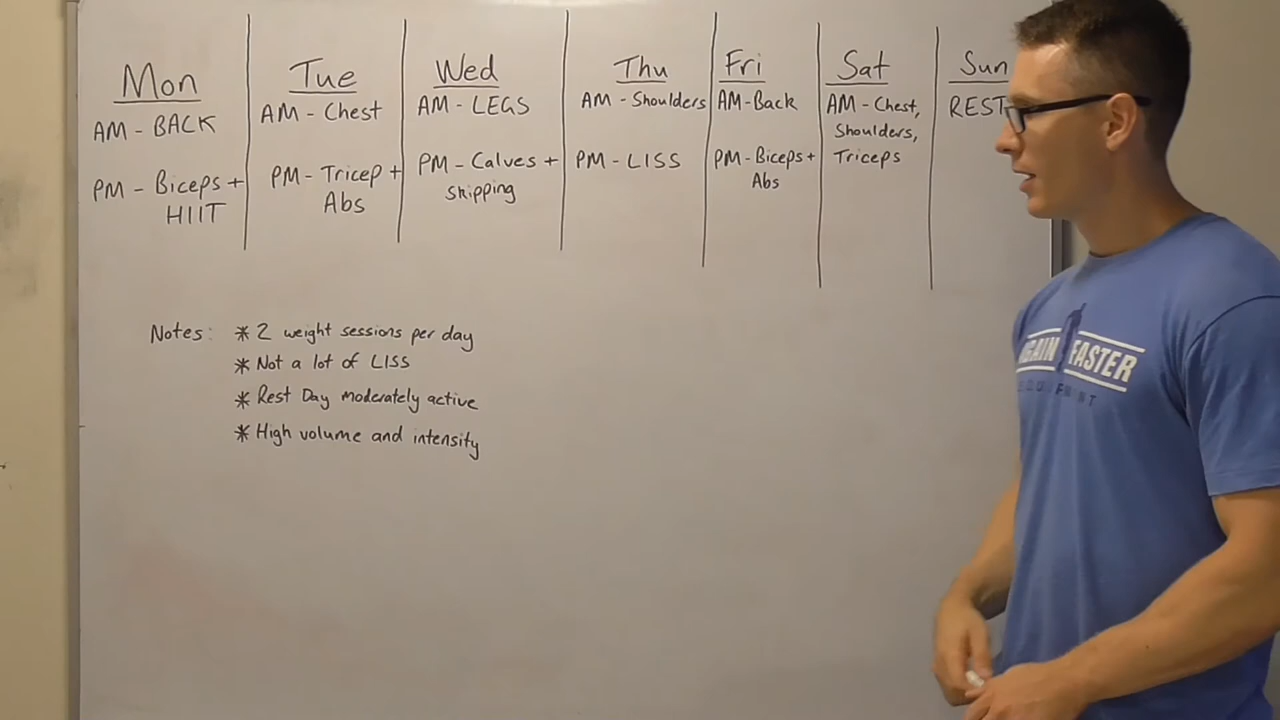 Mon
AM - BACK
PM - Biceps +
HIIT
Tue
AM - Chest
PM - Tricep +
Abs
Wed
AM - LEGS
PM - Calves +
Skipping
Thu
AM - Shoulders
PM - LISS
Fri
AM - Back
PM - Biceps +
Abs
Sat
AM - Chest,
Shoulders,
Triceps
Sun
REST
Notes: * 2 weight sessions per day
* Not a lot of LISS
* Rest Day moderately active
* High volume and intensity
AGAIN FASTER